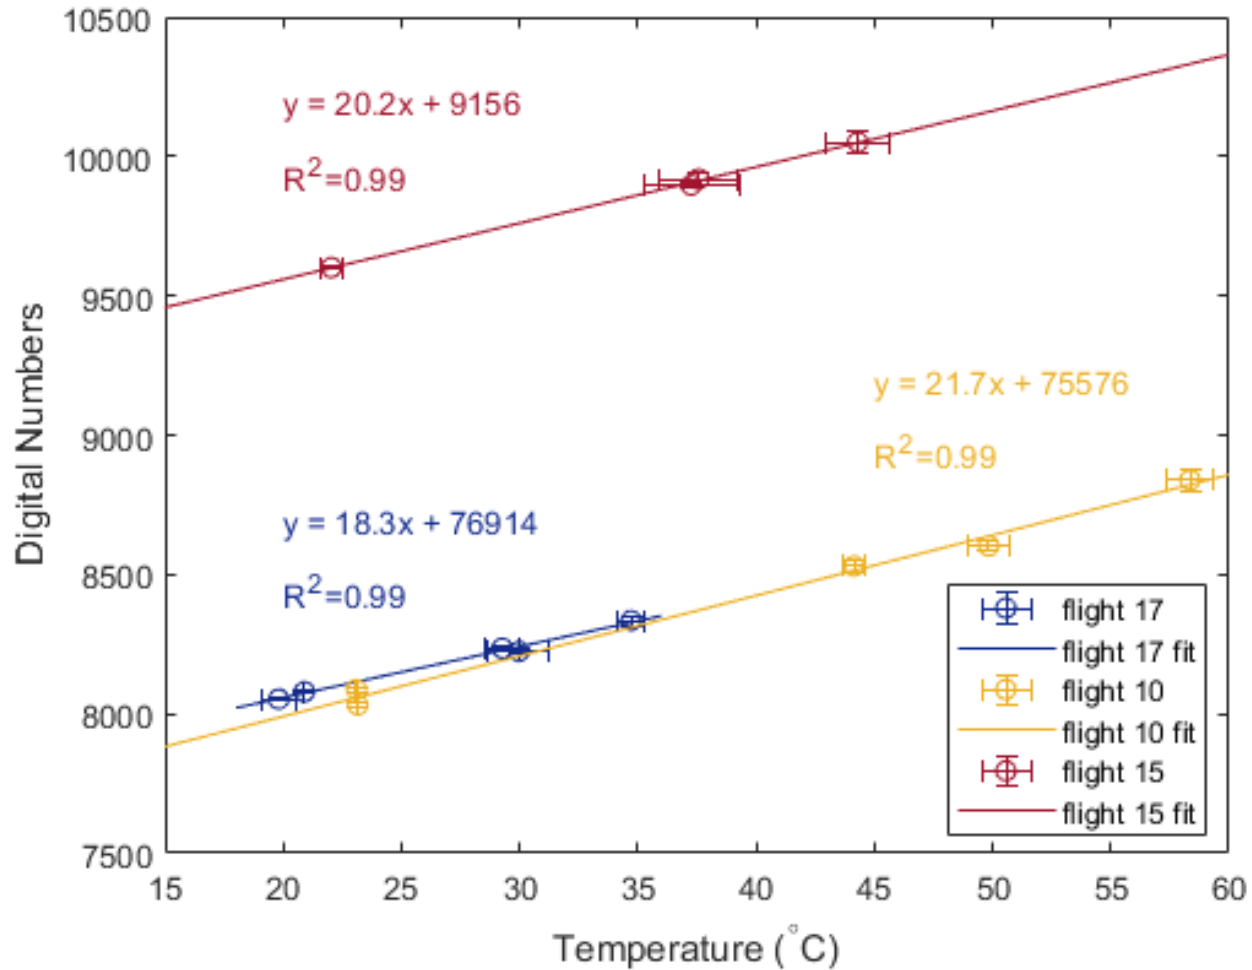 10500
10000
9500
9000
8500
8000
7500
Digital Numbers
y = 20.2x + 9156
R²=0.99
y = 21.7x + 75576
R²=0.99
y = 18.3x + 76914
R²=0.99
flight 17
flight 17 fit
flight 10
flight 10 fit
flight 15
flight 15 fit
15 20 25 30 35 40 45 50 55 60
Temperature (°C)